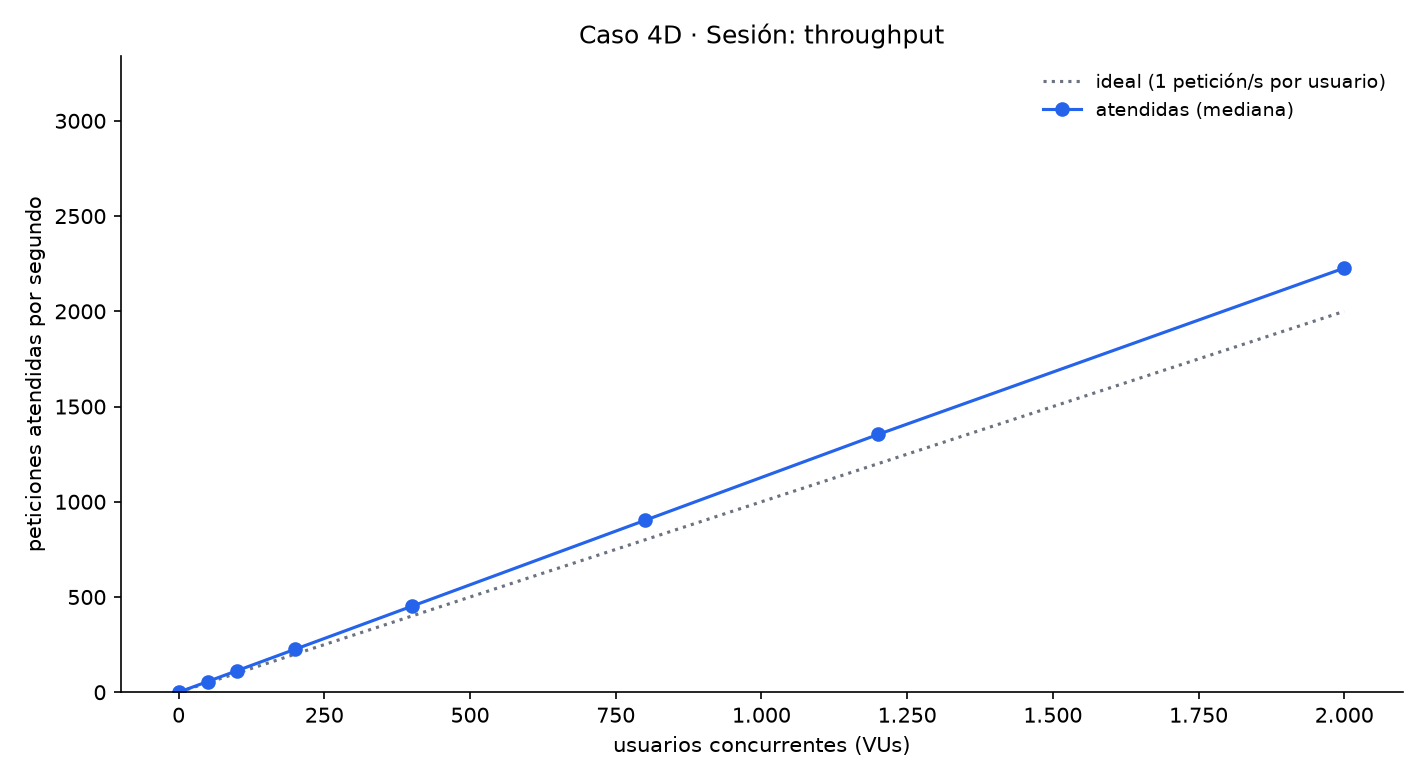 Caso 4D · Sesión: throughput
ideal (1 petición/s por usuario)
atendidas (mediana)
peticiones atendidas por segundo
3000
2500
2000
1500
1000
500
0
0 250 500 750 1.000 1.250 1.500 1.750 2.000
usuarios concurrentes (VUs)